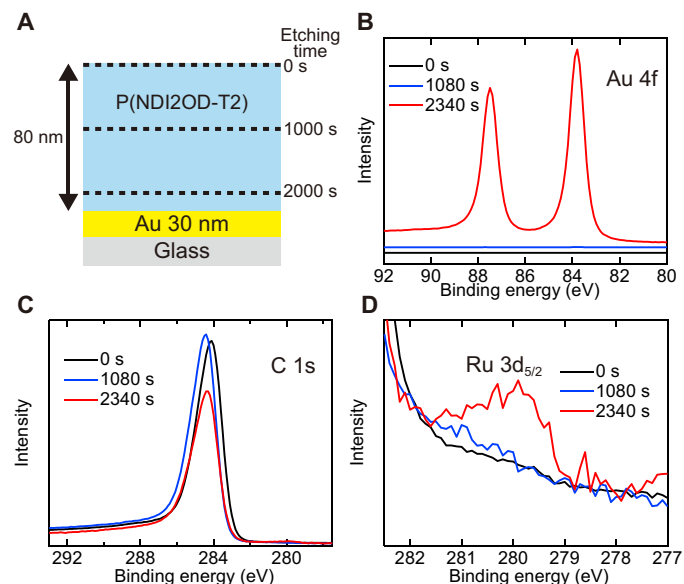 A
Etching
time
0 s
P(NDI2OD-T2)
80 nm
1000 s
2000 s
Au 30 nm
Glass
B
0 s
1080 s
2340 s
Au 4f
Intensity
92 90 88 86 84 82 80
Binding energy (eV)
C
0 s
1080 s
2340 s
C 1s
Intensity
292 288 284 280
Binding energy (eV)
D
Ru 3d5/2
0 s
1080 s
2340 s
Intensity
282 281 280 279 278 277
Binding energy (eV)